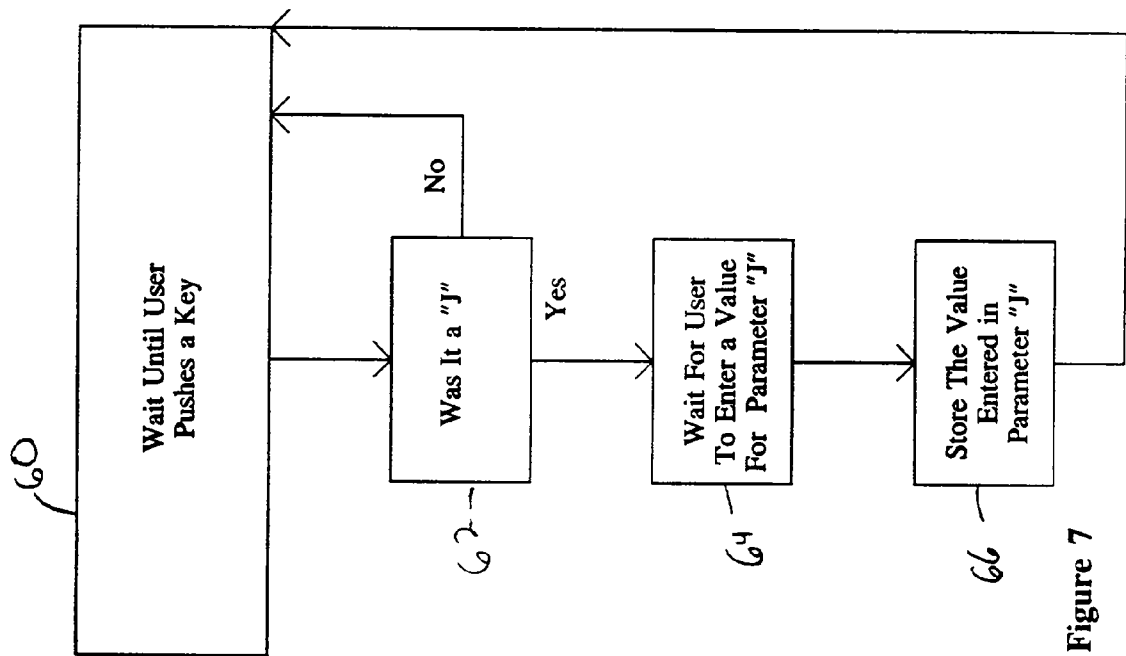 60
Wait Until User
Pushes a Key
62
Was It a "J"
No
Yes
64
Wait For User
To Enter a Value
For Parameter "J"
66
Store The Value
Entered in
Parameter "J"
Figure 7